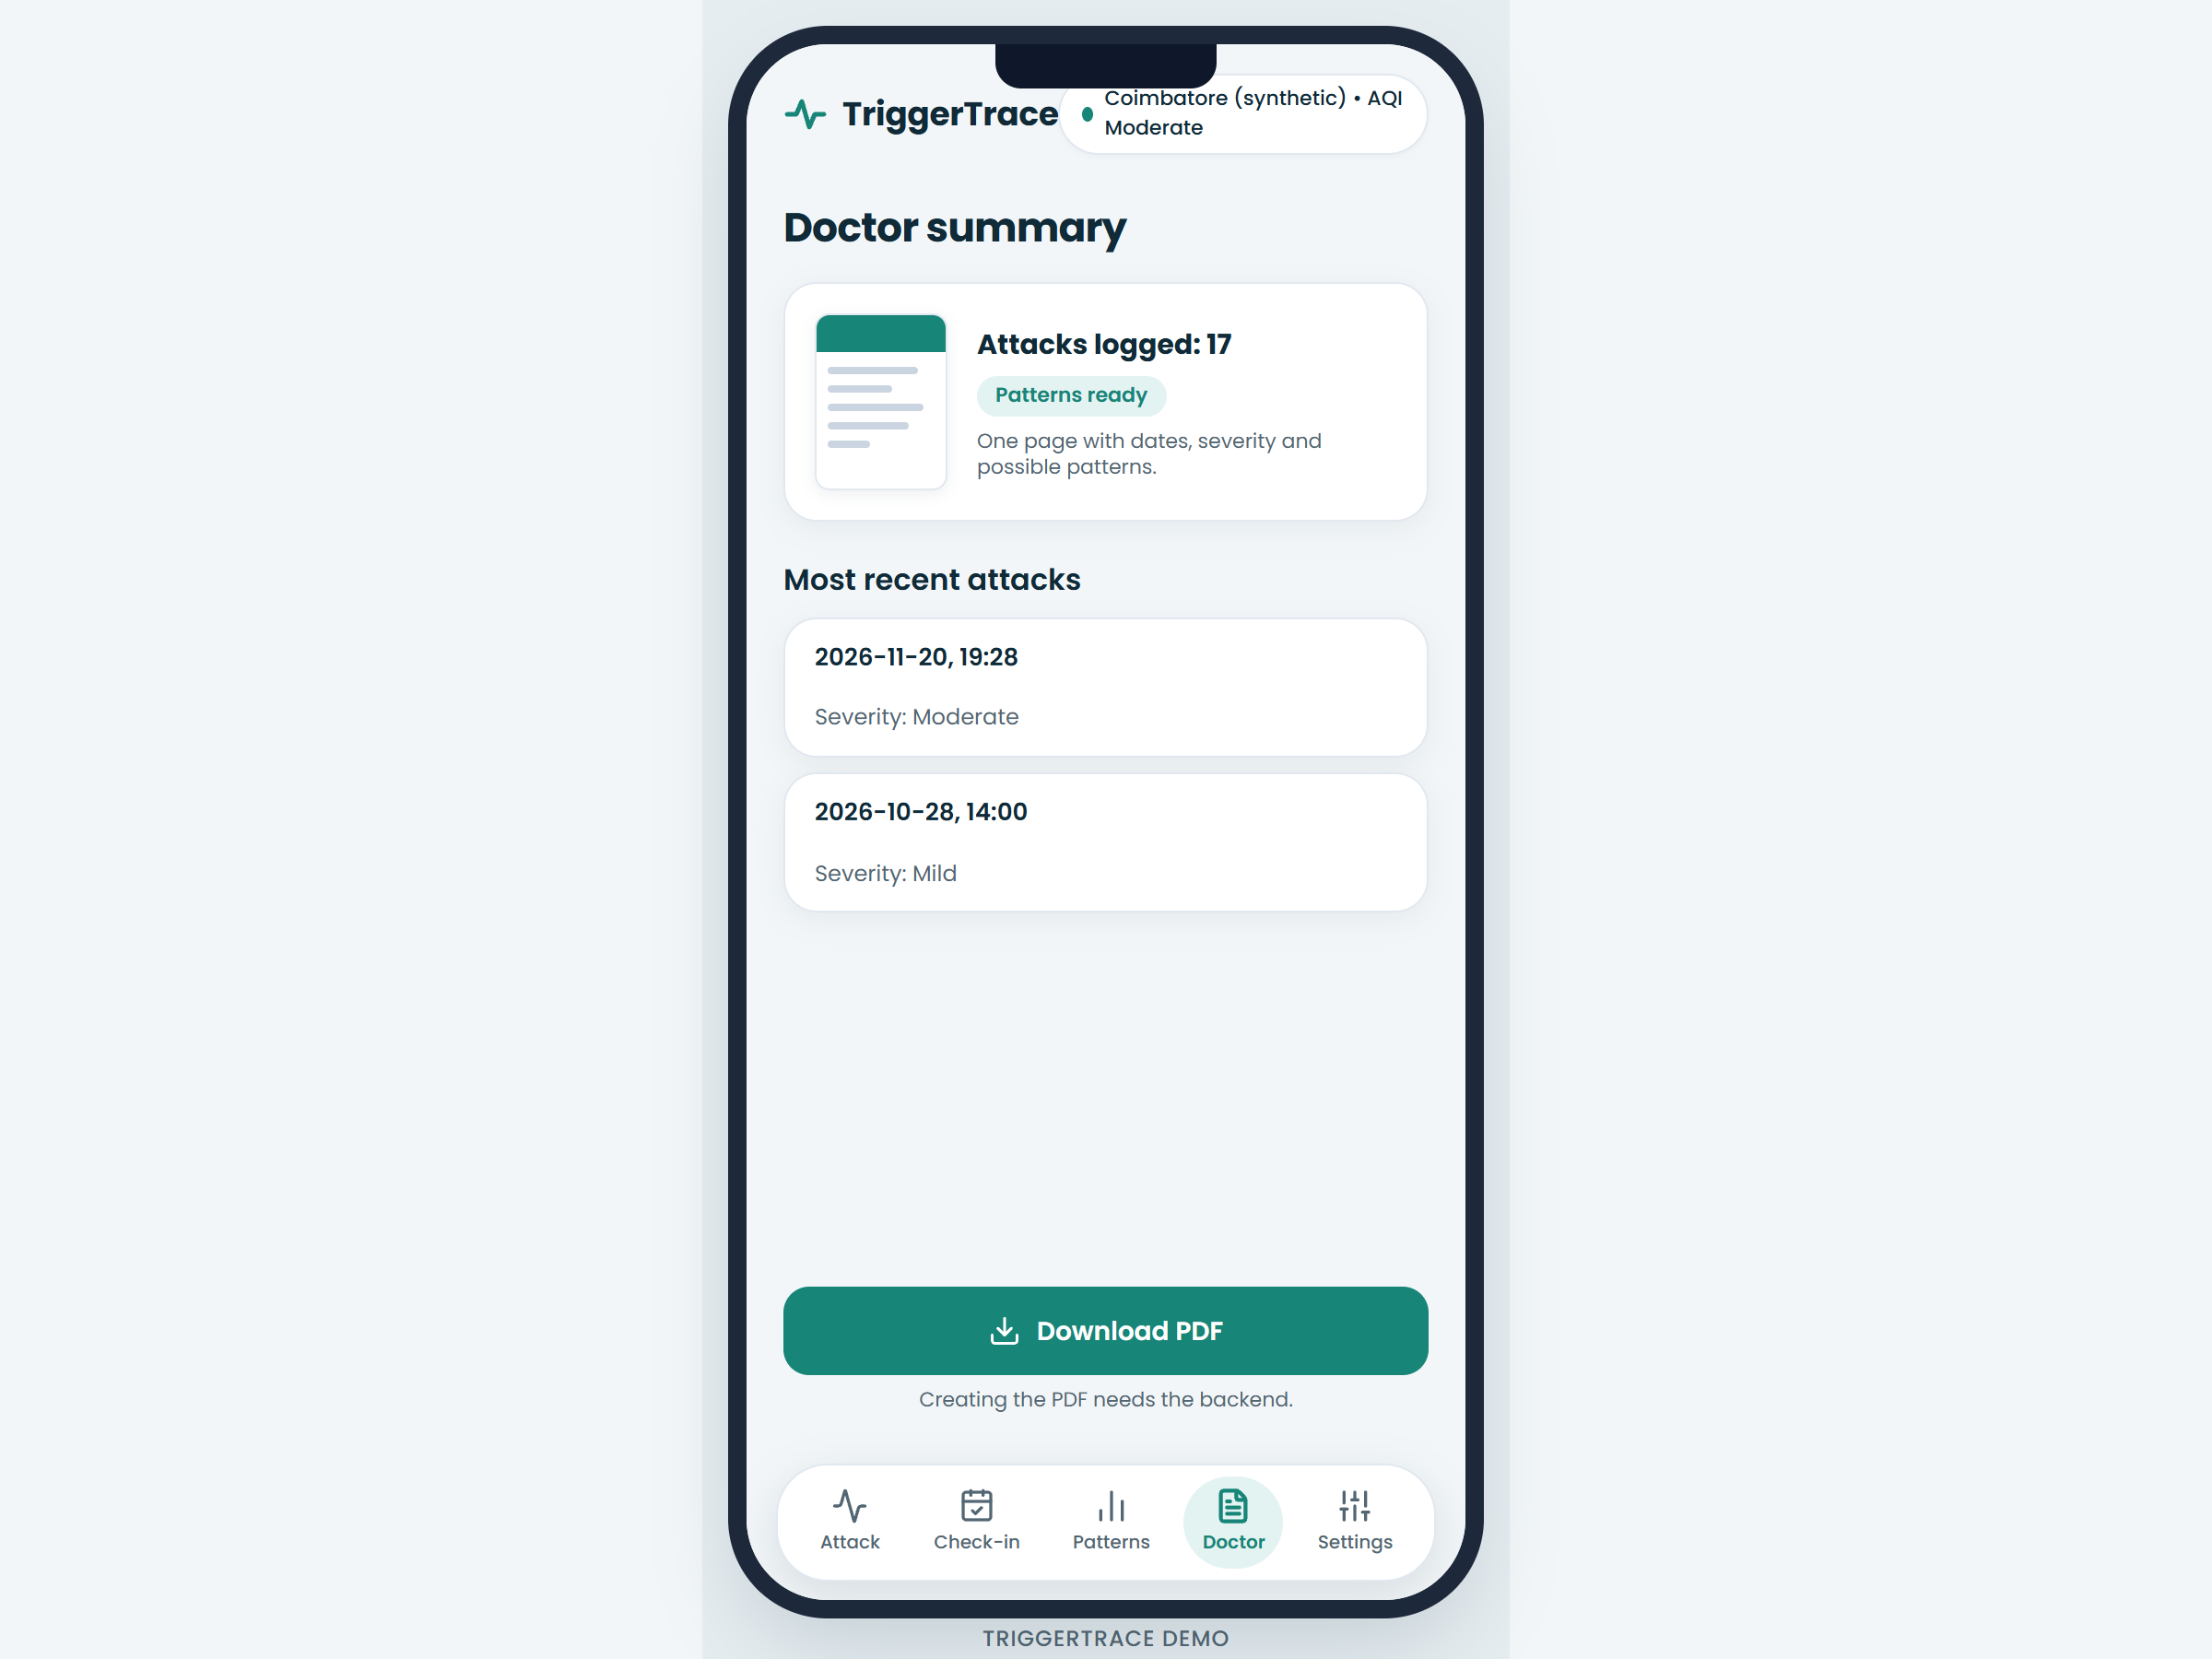 TriggerTrace
Coimbatore (synthetic) • AQI
Moderate
Doctor summary
Attacks logged: 17
Patterns ready
One page with dates, severity and
possible patterns.
Most recent attacks
2026-11-20, 19:28
Severity: Moderate
2026-10-28, 14:00
Severity: Mild
Download PDF
Creating the PDF needs the backend.
Attack
Check-in
Patterns
Doctor
Settings
TRIGGERTRACE DEMO